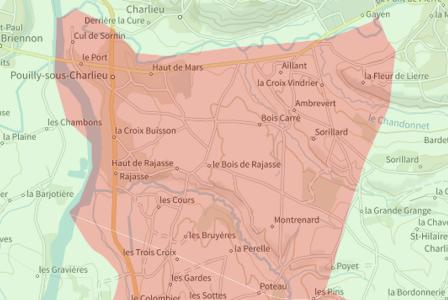 Charlieu
Derrière la Cure
Gayen
St-Paul
Briennon
Cul de Sornin
le Port
Haut de Mars
Aillant
Pouilly-sous-Charlieu
la Croix Vindrier
la Fleur de Lierre
Ambrevert
les Chambons
Bois Carré
le Chandonnet
la Croix Buisson
Sorillard
la Plaine
Haut de Rajasse
le Bois de Rajasse
Sorillard
Rajasse
la Barjotière
les Cours
la Grande Grange
Montrenard
les Bruyères
St-Hilaire
la Perelle
les Trois Croix
les Gravières
Poyet
les Gardes
Poteau
les Pins
la Bordine
le Colombier
les Sottes